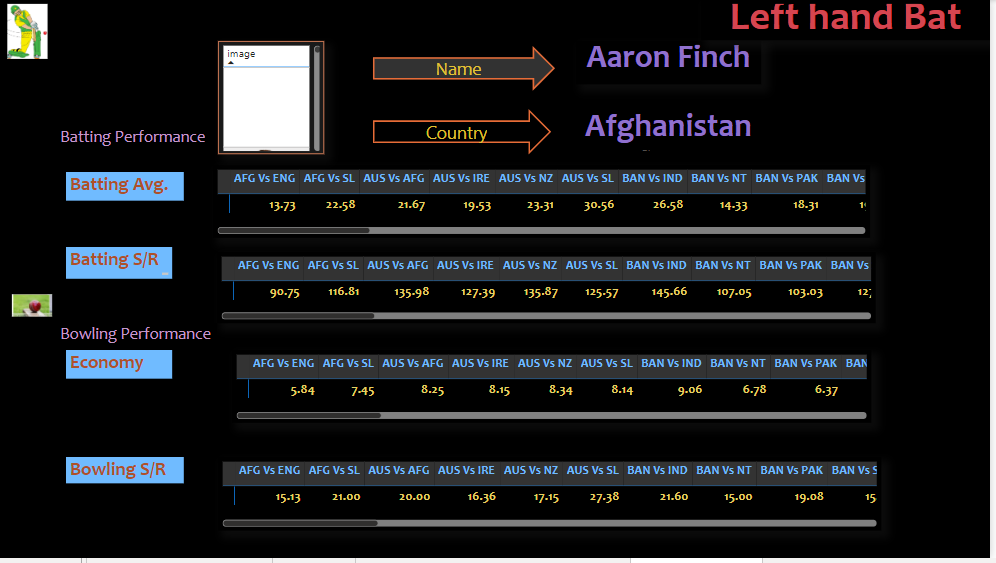 Left hand Bat
image
Name
Aaron Finch
Country
Afghanistan
Batting Performance
Batting Avg.
AFG Vs ENG AFG Vs SL AUS Vs AFG AUS Vs IRE AUS Vs NZ AUS Vs SL BAN Vs IND BAN Vs NT BAN Vs PAK BAN Vs
13.73 22.58 21.67 19.53 23.31 30.56 26.58 14.33 18.31
Batting S/R
AFG Vs ENG AFG Vs SL AUS Vs AFG AUS Vs IRE AUS Vs NZ AUS Vs SL BAN Vs IND BAN Vs NT BAN Vs PAK BAN Vs
90.75 116.81 135.98 127.39 135.87 125.57 145.66 107.05 103.03
Bowling Performance
Economy
AFG Vs ENG AFG Vs SL AUS Vs AFG AUS Vs IRE AUS Vs NZ AUS Vs SL BAN Vs IND BAN Vs NT BAN Vs PAK BAN
5.84 7.45 8.25 8.15 8.34 8.14 9.06 6.78 6.37
Bowling S/R
AFG Vs ENG AFG Vs SL AUS Vs AFG AUS Vs IRE AUS Vs NZ AUS Vs SL BAN Vs IND BAN Vs NT BAN Vs PAK BAN Vs S
15.13 21.00 20.00 16.36 17.15 27.38 21.60 15.00 19.08 15